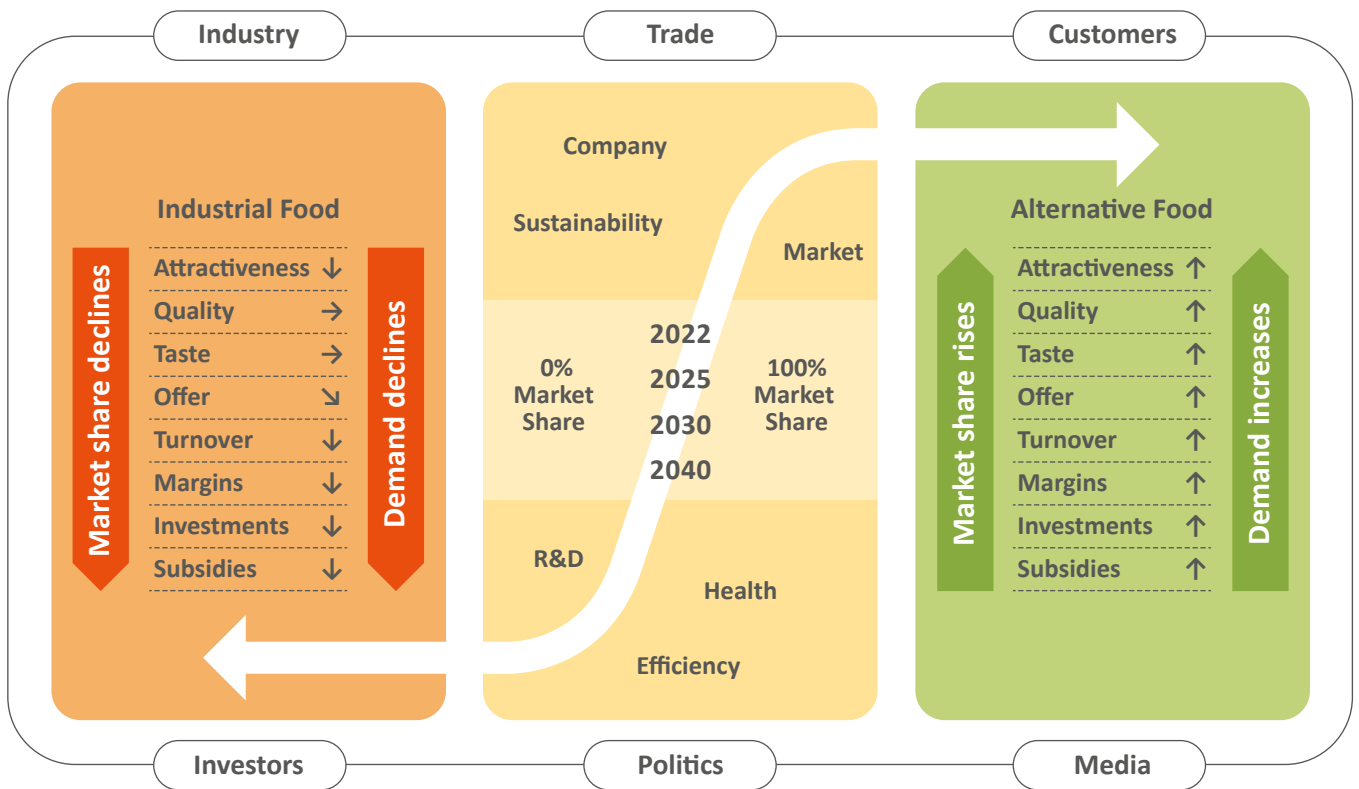 Industry
Trade
Customers
Industrial Food
Market share declines
Attractiveness ↓
Quality →
Taste →
Offer ↘
Turnover ↓
Margins ↓
Investments ↓
Subsidies ↓
Demand declines
Company
Sustainability
Market
0%
Market
Share
2022
2025
2030
2040
100%
Market
Share
R&D
Health
Efficiency
Alternative Food
Market share rises
Attractiveness ↑
Quality ↑
Taste ↑
Offer ↑
Turnover ↑
Margins ↑
Investments ↑
Subsidies ↑
Demand increases
Investors
Politics
Media